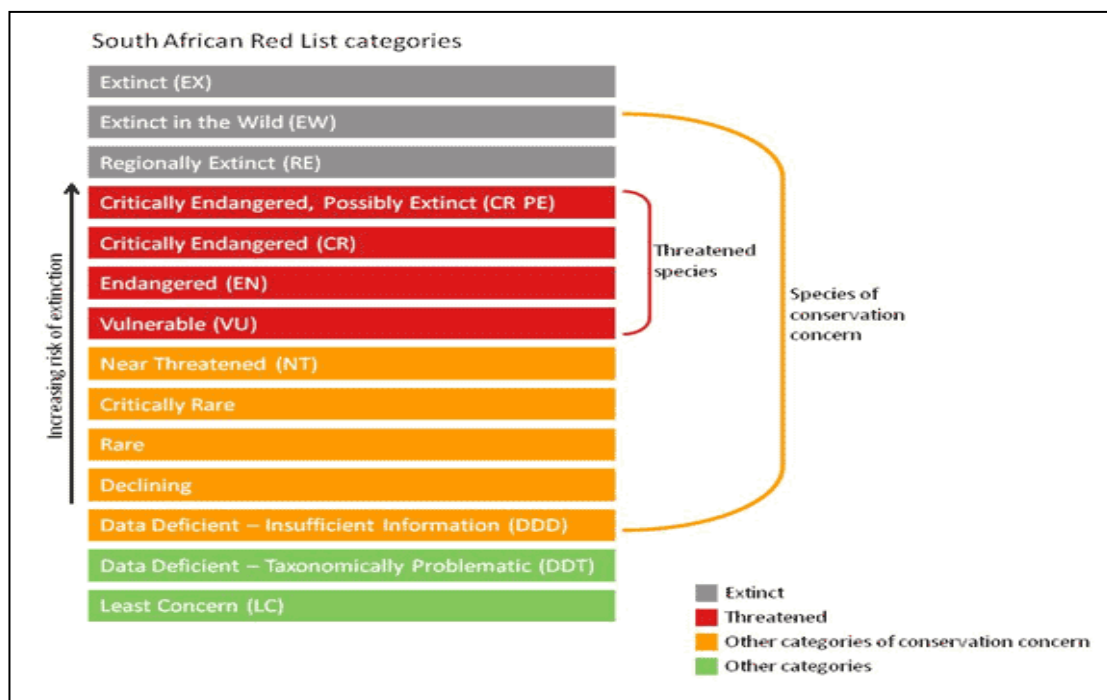 South African Red List categories
Extinct (EX)
Extinct in the Wild (EW)
Regionally Extinct (RE)
Critically Endangered, Possibly Extinct (CR PE)
Critically Endangered (CR)
Endangered (EN)
Vulnerable (VU)
Near Threatened (NT)
Critically Rare
Rare
Declining
Data Deficient – Insufficient Information (DDD)
Data Deficient – Taxonomically Problematic (DDT)
Least Concern (LC)
Increasing risk of extinction
Threatened
species
Species of
conservation
concern
Extinct
Threatened
Other categories of conservation concern
Other categories